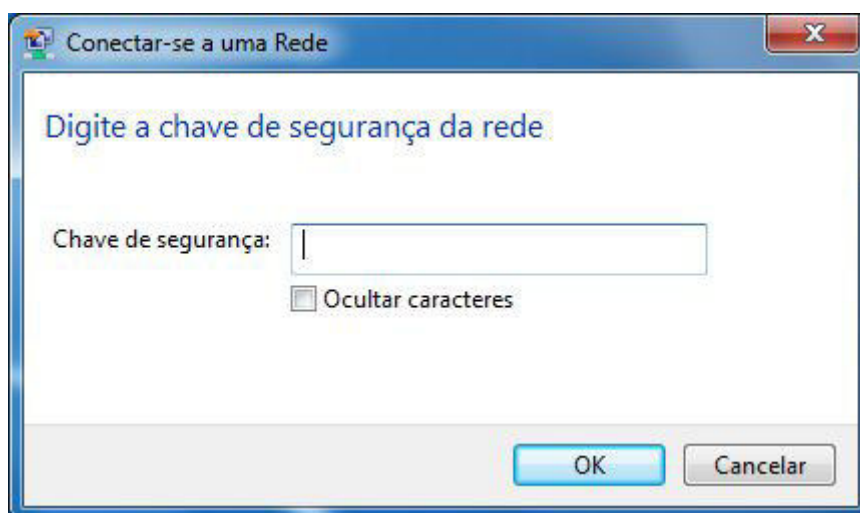 Conectar-se a uma Rede
Digite a chave de segurança da rede
Chave de segurança:
Ocultar caracteres
OK Cancelar